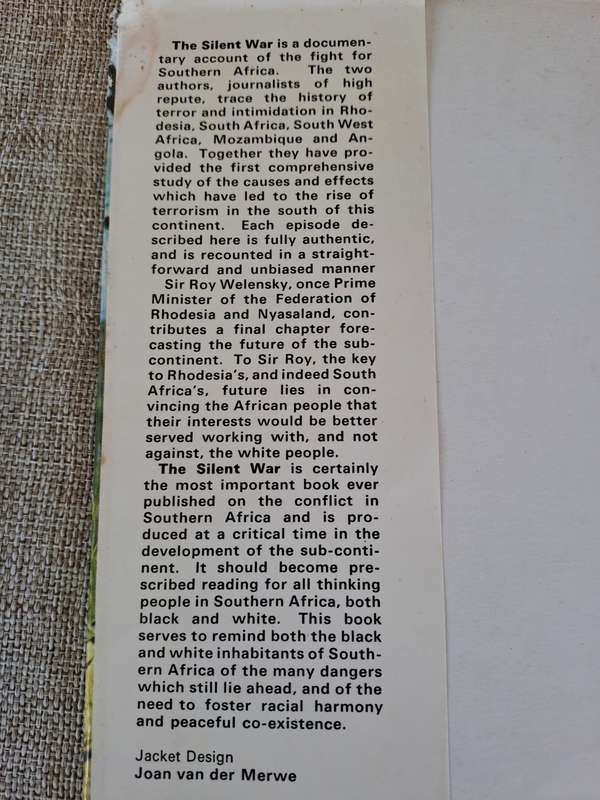 The Silent War is a documen-
tary account of the fight for
Southern Africa. The two
authors, journalists of high
repute, trace the history of
terror and intimidation in Rho-
desia, South Africa, South West
Africa, Mozambique and An-
gola. Together they have pro-
vided the first comprehensive
study of the causes and effects
which have led to the rise of
terrorism in the south of this
continent. Each episode de-
scribed here is fully authentic,
and is recounted in a straight-
forward and unbiased manner
Sir Roy Welensky, once Prime
Minister of the Federation of
Rhodesia and Nyasaland, con-
tributes a final chapter fore-
casting the future of the sub-
continent. To Sir Roy, the key
to Rhodesia's, and indeed South
Africa's, future lies in con-
vincing the African people that
their interests would be better
served working with, and not
against, the white people.
The Silent War is certainly
the most important book ever
published on the conflict in
Southern Africa and is pro-
duced at a critical time in the
development of the sub-conti-
nent. It should become pre-
scribed reading for all thinking
people in Southern Africa, both
black and white. This book
serves to remind both the black
and white inhabitants of South-
ern Africa of the many dangers
which still lie ahead, and of the
need to foster racial harmony
and peaceful co-existence.
Jacket Design
Joan van der Merwe